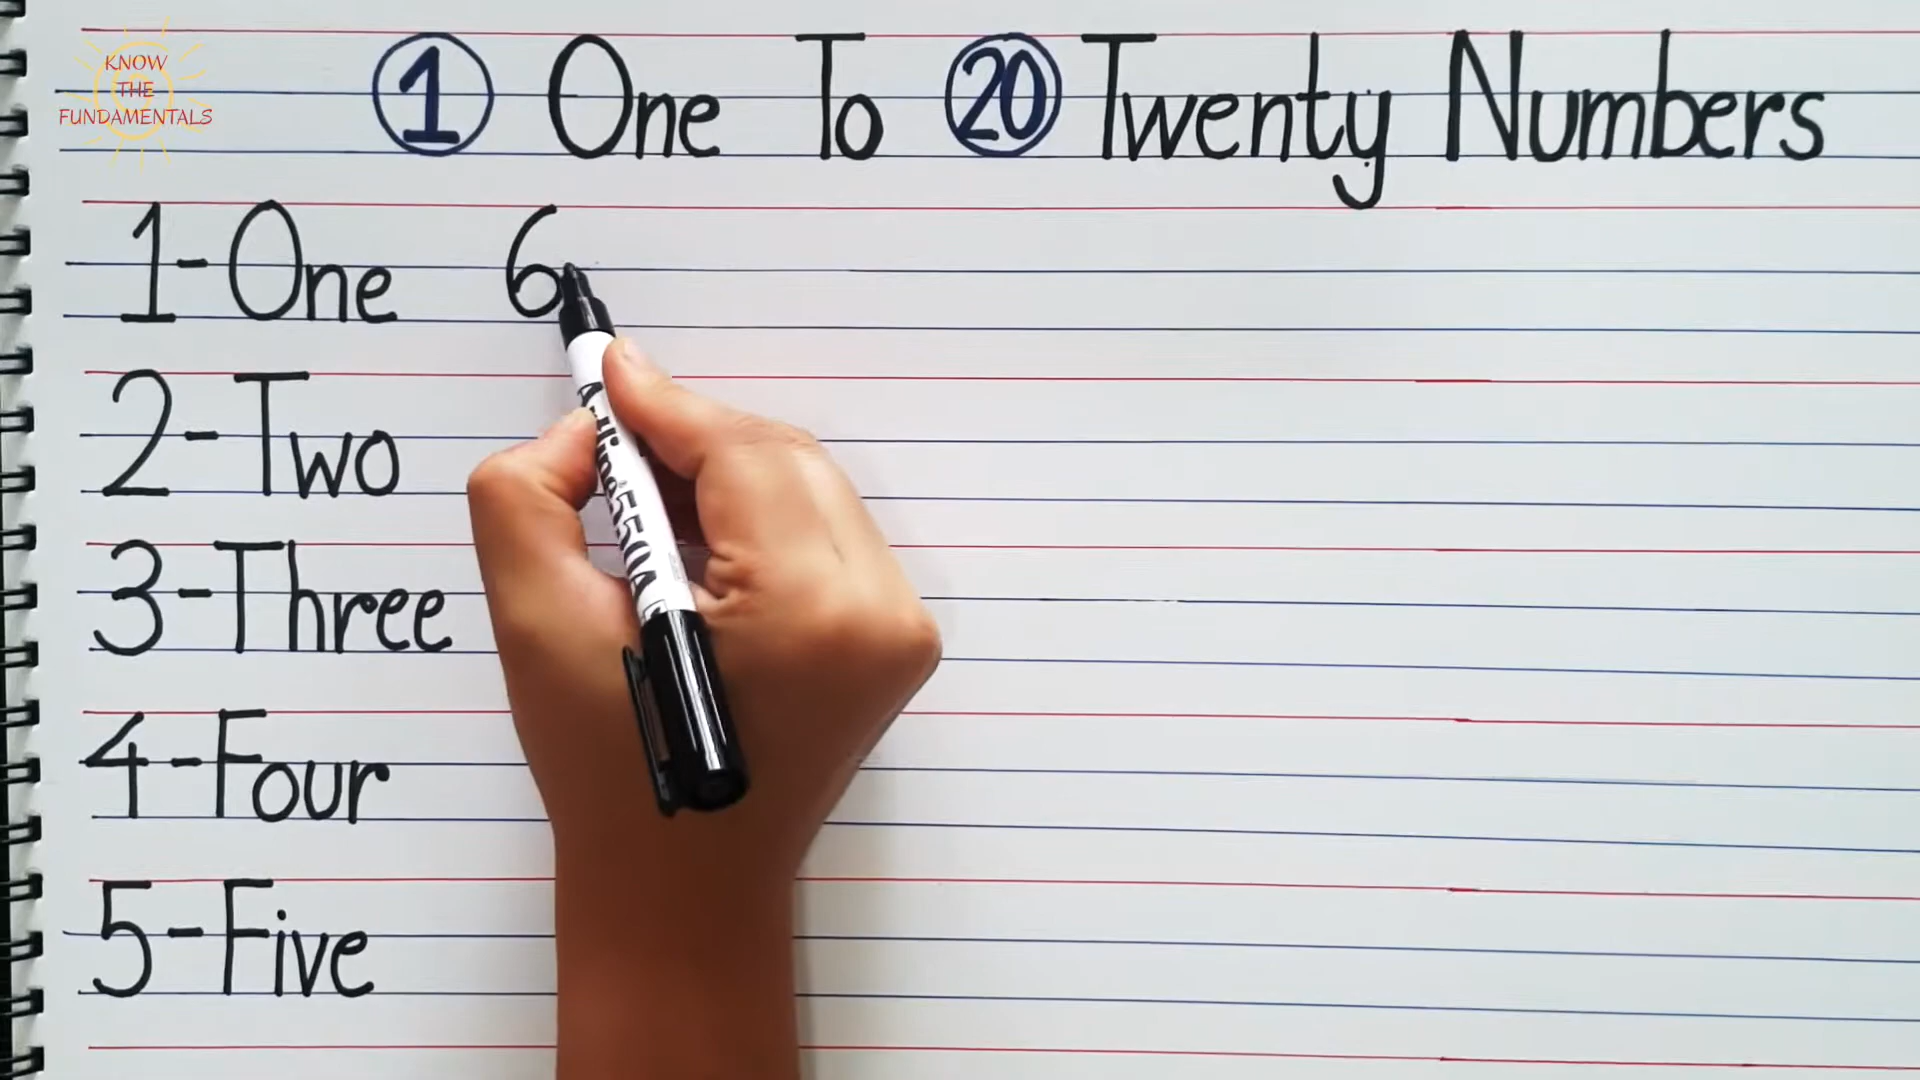 KNOW
THE
FUNDAMENTALS
1 One To 20 Twenty Numbers
1-One 6
2-Two
3-Three
4-Four
5-Five